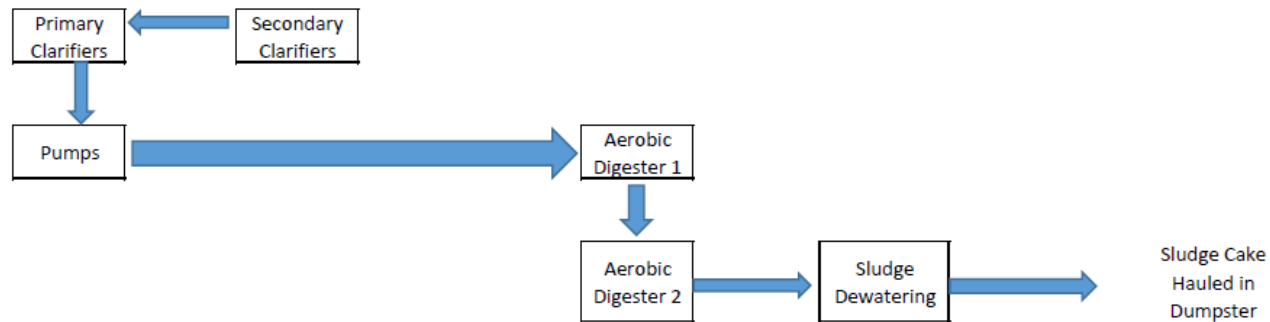 Primary
Clarifiers
Secondary
Clarifiers
Pumps
Aerobic
Digester 1
Aerobic
Digester 2
Sludge
Dewatering
Sludge Cake
Hauled in
Dumpster